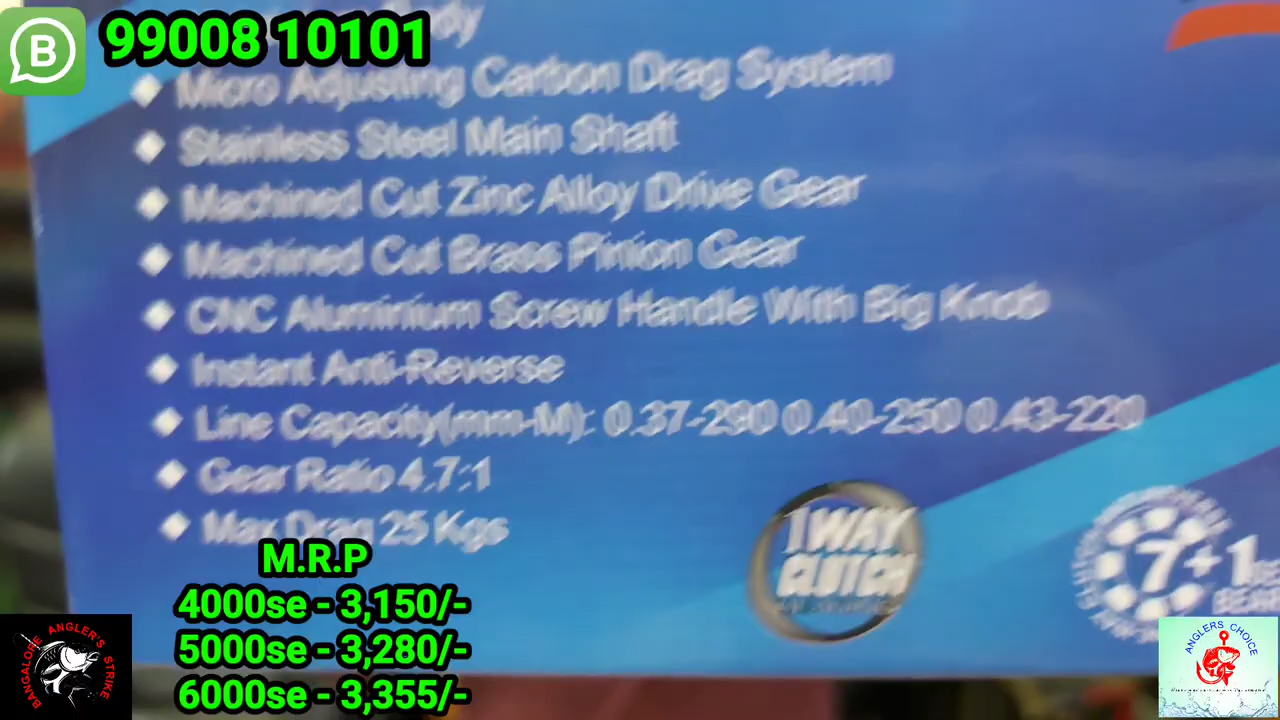 B 99008 10101
Micro Adjusting Carbon Drag System
Stainless Steel Main Shaft
Machined Cut Zinc Alloy Drive Gear
Machined Cut Brass Pinion Gear
CNC Aluminium Screw Handle With Big Knob
Instant Anti-Reverse
Line Capacity(mm-M): 0.37-290 0.40-250 0.43-220
Gear Ratio 4.7:1
Max Drag 25 Kgs
1 WAY
CLUTCH
7+1
M.R.P
4000se - 3,150/-
5000se - 3,280/-
6000se - 3,355/-
BANGALORE ANGLER'S STRIKE
ANGLERS CHOICE